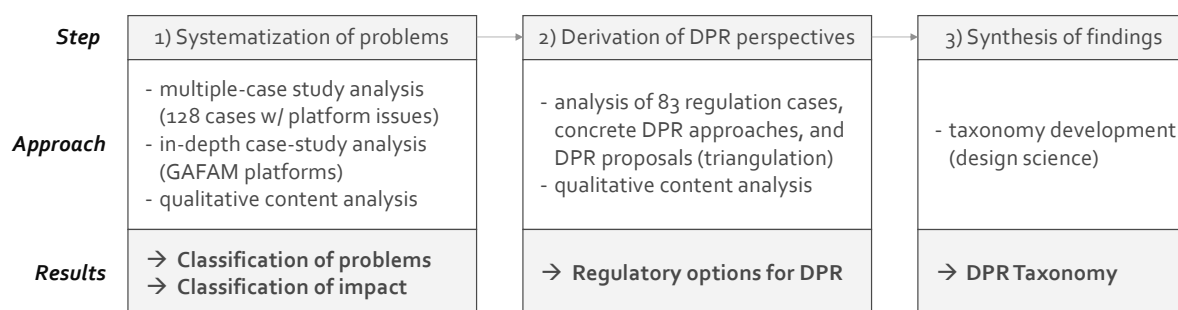 Step
1) Systematization of problems
2) Derivation of DPR perspectives
3) Synthesis of findings
Approach
- multiple-case study analysis
(128 cases w/ platform issues)
- in-depth case-study analysis
(GAFAM platforms)
- qualitative content analysis
- analysis of 83 regulation cases,
concrete DPR approaches, and
DPR proposals (triangulation)
- qualitative content analysis
- taxonomy development
(design science)
Results
→ Classification of problems
→ Classification of impact
→ Regulatory options for DPR
→ DPR Taxonomy